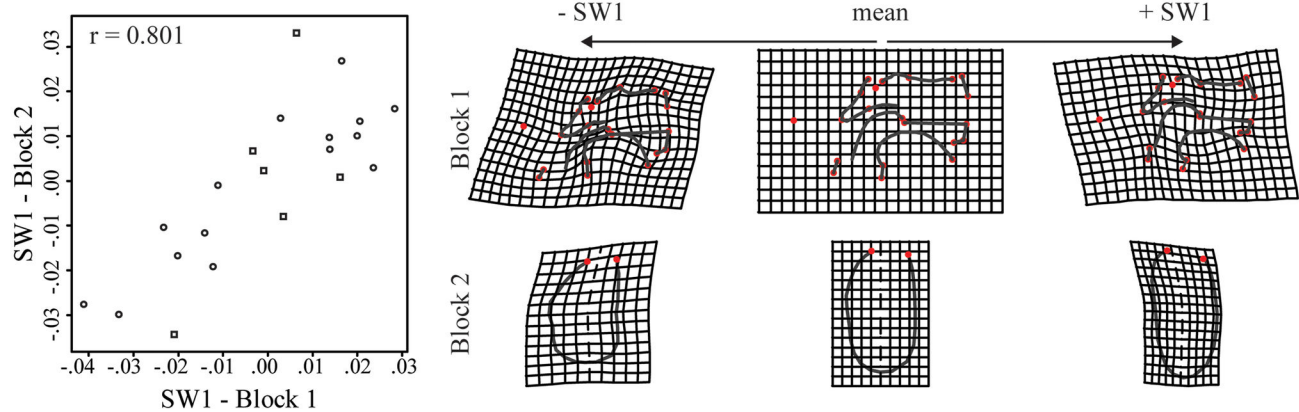 r = 0.801
.03
.02
.01
.00
-.01
-.02
-.03
SW1 - Block 2
-.04 -.03 -.02 -.01 .00 .01 .02 .03
SW1 - Block 1
- SW1 mean + SW1
Block 1
Block 2